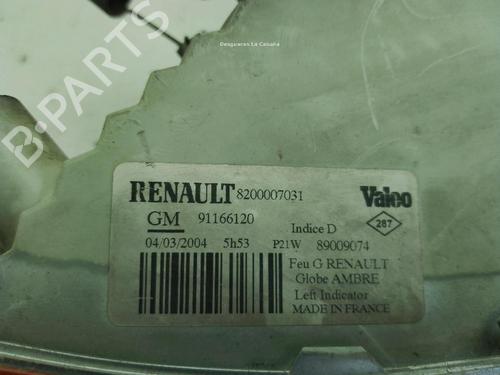 Desguaces La Cabaña
B-PARTS
RENAULT 8200007031
Valeo
GM 91166120
Indice D
287
04/03/2004 5h53 P21W 89009074
Feu G RENAULT
Globe AMBRE
Left Indicator
MADE IN FRANCE